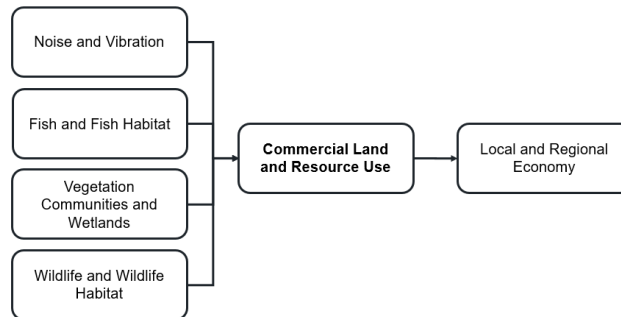 Noise and Vibration
Fish and Fish Habitat
Vegetation
Communities and
Wetlands
Wildlife and Wildlife
Habitat
Commercial Land
and Resource Use
Local and Regional
Economy